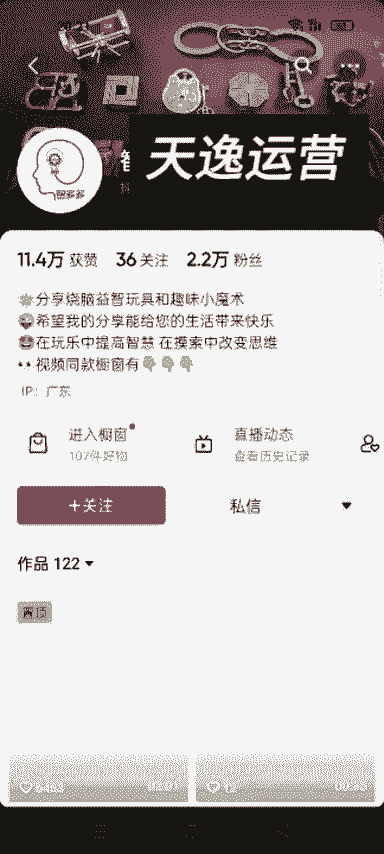 天逸运营
智多多
11.4万 获赞 36 关注 2.2万 粉丝
分享烧脑益智玩具和趣味小魔术
希望我的分享能给您的生活带来快乐
在玩乐中提高智慧 在摸索中改变思维
视频同款橱窗有
IP：广东
进入橱窗 直播动态
107件好物 查看历史记录
+关注 私信
作品 122
置顶